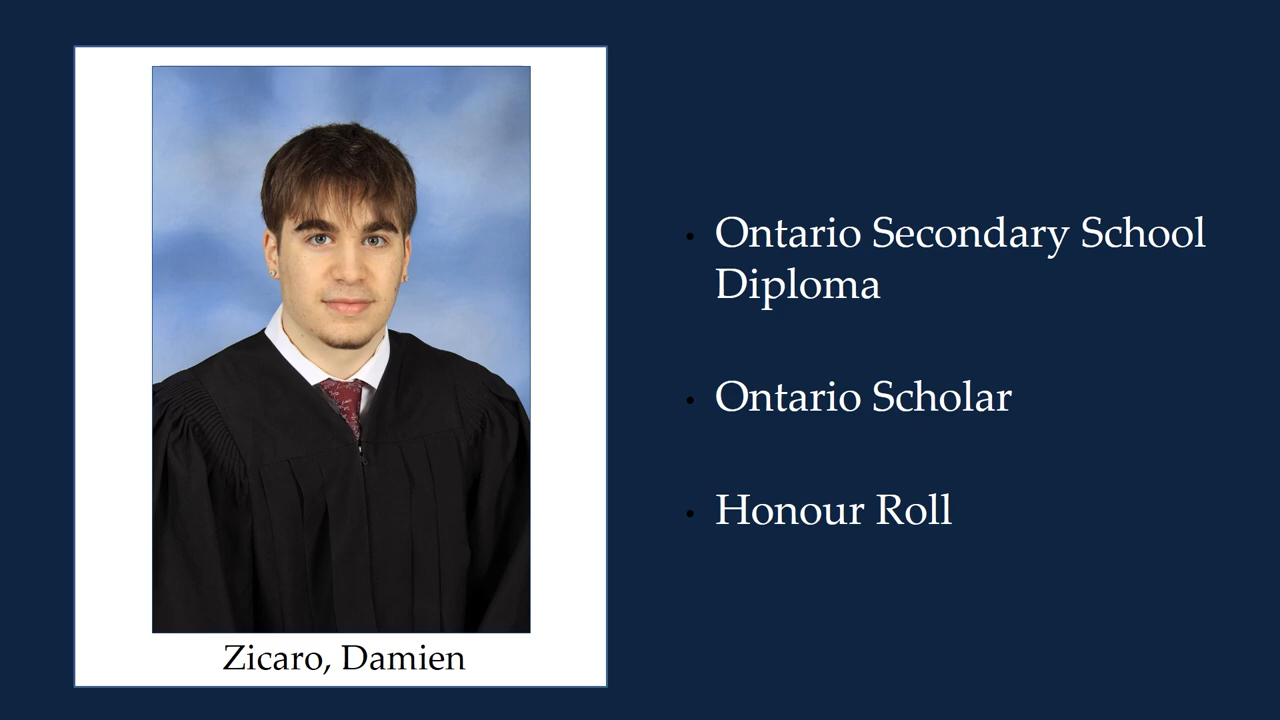 Ontario Secondary School
Diploma
Ontario Scholar
Honour Roll
Zicaro, Damien